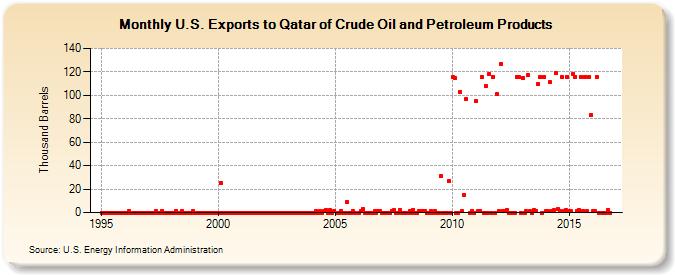 Monthly U.S. Exports to Qatar of Crude Oil and Petroleum Products
Thousand Barrels
140
120
100
80
60
40
20
0
1995 2000 2005 2010 2015
Source: U.S. Energy Information Administration